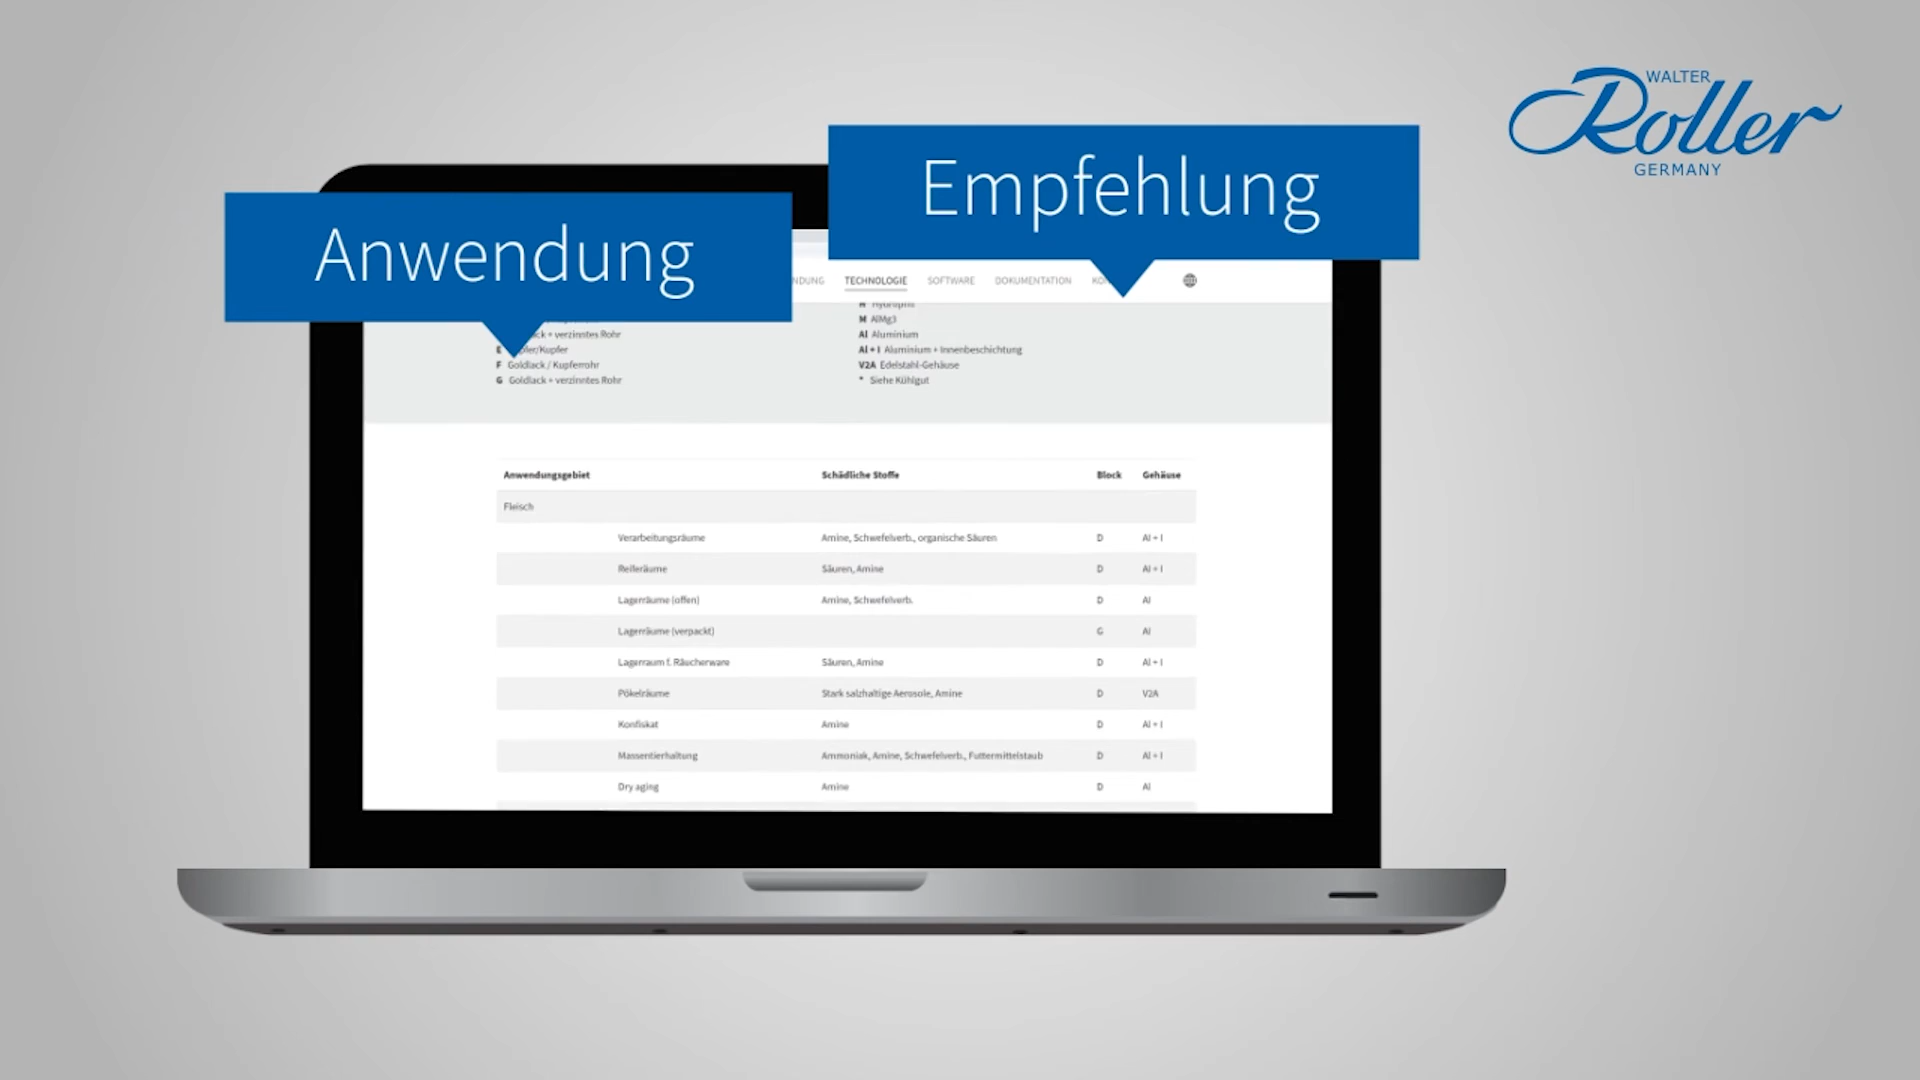 WALTER
Roller
GERMANY
Empfehlung
Anwendung
TECHNOLOGIE SOFTWARE DOKUMENTATION
H Hydrophil
M AlMg3
verzinntes Rohr Al Aluminium
E Al + I Aluminium + Innenbeschichtung
F Goldlack / Kupferrohr V2A Edelstahl-Gehäuse
G Goldlack + verzinntes Rohr * Siehe Kühlgut
Anwendungsgebiet Schädliche Stoffe Block Gehäuse
Fleisch
Verarbeitungsräume Amine, Schwefelverb., organische Säuren D Al + I
Reiferäume Säuren, Amine D Al + I
Lagerräume (offen) Amine, Schwefelverb. D Al
Lagerräume (verpackt) G Al
Lagerraum f. Räucherware Säuren, Amine D Al + I
Pökelräume Stark salzhaltige Aerosole, Amine D V2A
Konfiskat Amine D Al + I
Massentierhaltung Ammoniak, Amine, Schwefelverb., Futtermittelstaub D Al + I
Dry aging Amine D Al